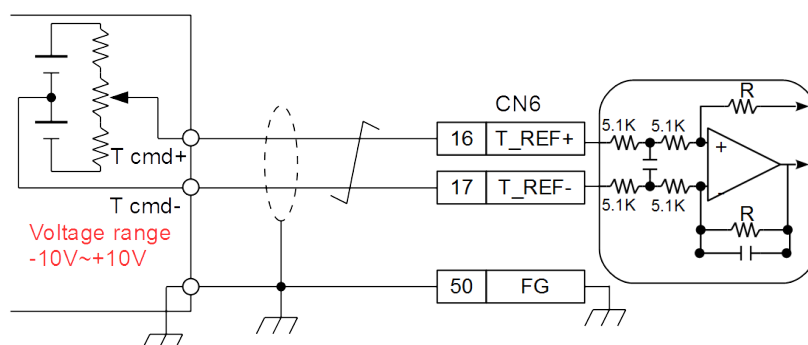 CN6
R
5.1K 5.1K
16 T_REF+
+
T cmd+
17 T_REF-
-
5.1K 5.1K
T cmd-
R
Voltage range
-10V~+10V
50 FG